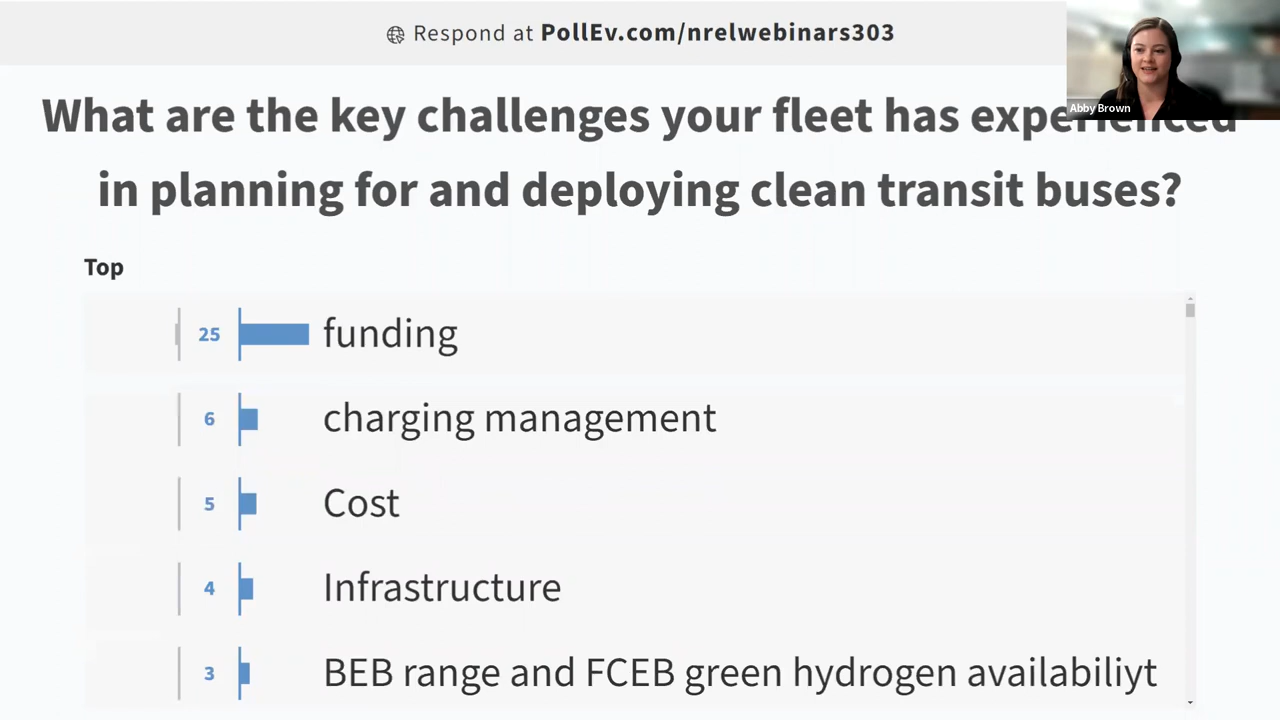 Respond at PollEv.com/nrelwebinars303
Abby Brown
What are the key challenges your fleet has experienced
in planning for and deploying clean transit buses?
Top
25 funding
6 charging management
5 Cost
4 Infrastructure
3 BEB range and FCEB green hydrogen availabiliyt